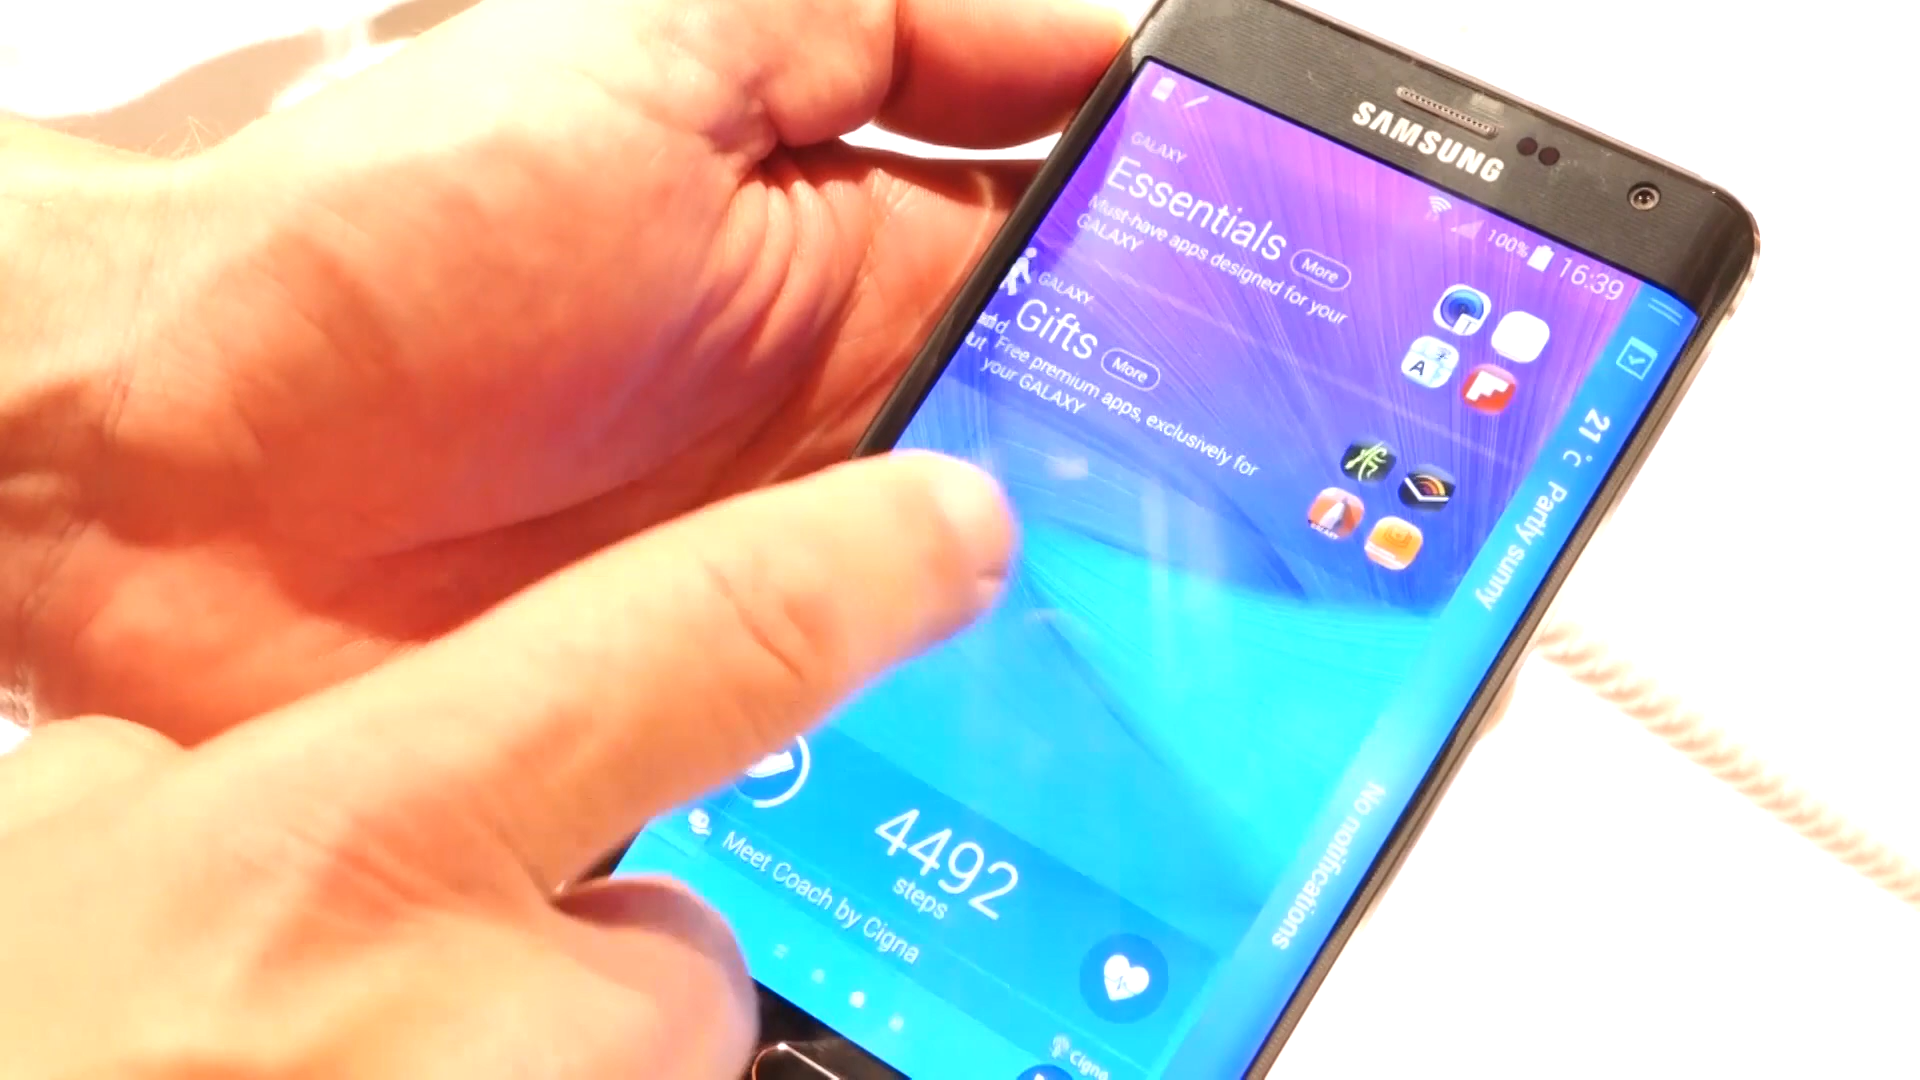 SAMSUNG
100% 16:39
GALAXY
Essentials More
Must-have apps designed for your
GALAXY
GALAXY
Gifts More
Free premium apps, exclusively for
your GALAXY
21°C Partly sunny
No notifications
4492
steps
Meet Coach by Cigna
Cigna